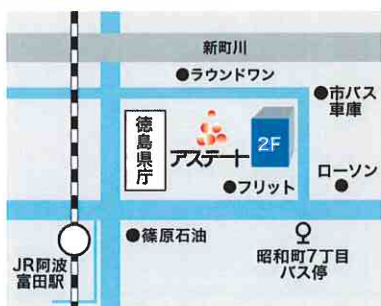 新町川
●ラウンドワン
●市バス
車庫
徳島県庁
アステート
2F
●フリット
ローソン
●
●篠原石油
昭和町7丁目
バス停
JR阿波
富田駅